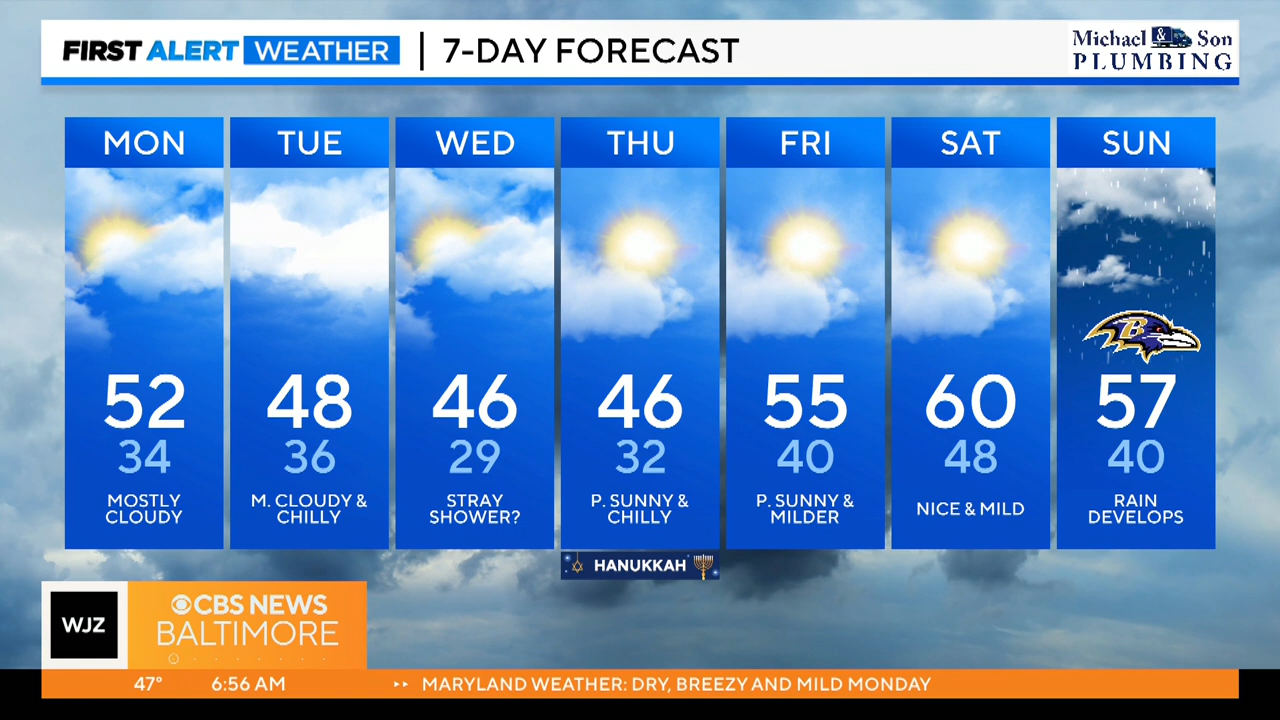 FIRST ALERT WEATHER | 7-DAY FORECAST
Michael & Son
PLUMBING
MON TUE WED THU FRI SAT SUN
B
52 48 46 46 55 60 57
34 36 29 32 40 48 40
MOSTLY CLOUDY
M. CLOUDY & CHILLY
STRAY SHOWER?
P. SUNNY & CHILLY
P. SUNNY & MILDER
NICE & MILD
RAIN DEVELOPS
HANUKKAH
WJZ
CBS NEWS
BALTIMORE
47° 6:56 AM MARYLAND WEATHER: DRY, BREEZY AND MILD MONDAY